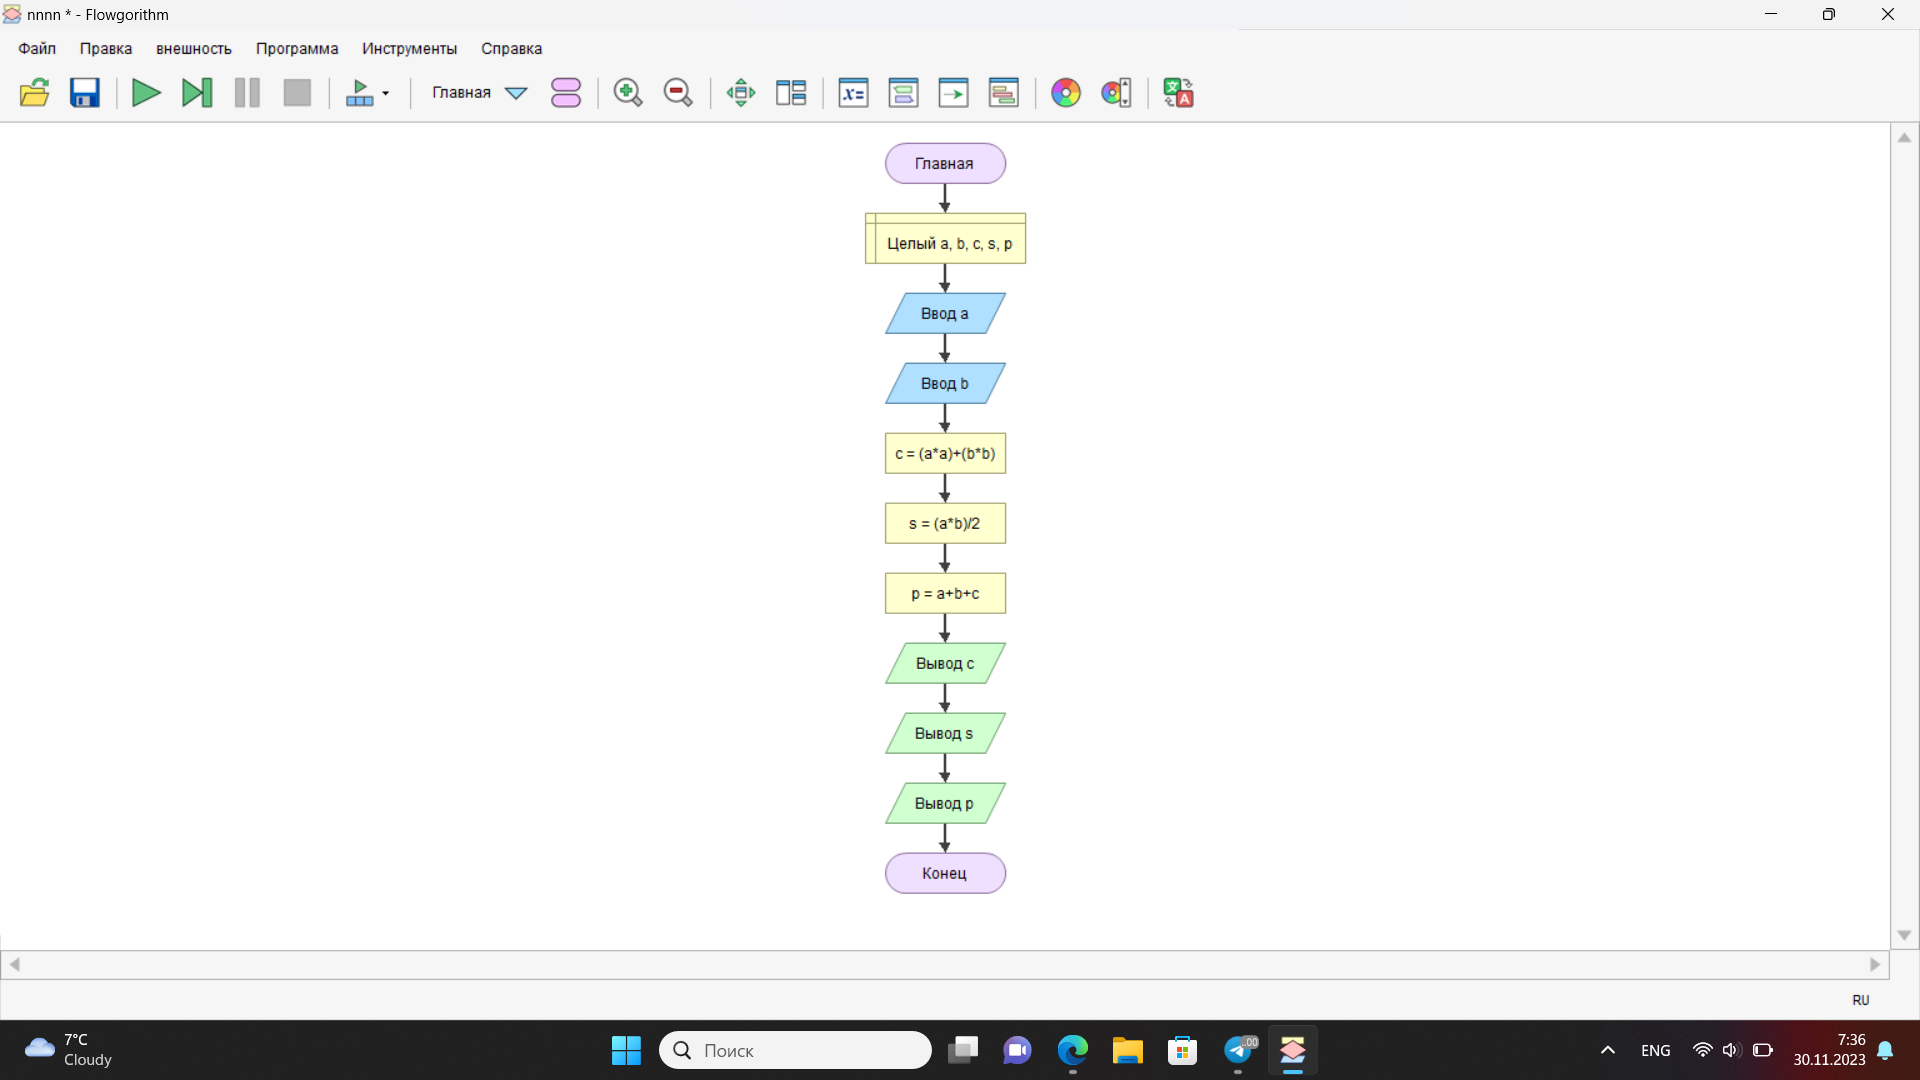 nnnn * - Flowgorithm
Файл Правка внешность Программа Инструменты Справка
Главная
x=
Главная
Целый a, b, c, s, p
Ввод a
Ввод b
c = (a*a)+(b*b)
s = (a*b)/2
p = a+b+c
Вывод c
Вывод s
Вывод p
Конец
RU
7°C
Cloudy
Поиск
.00
ENG
7:36
30.11.2023